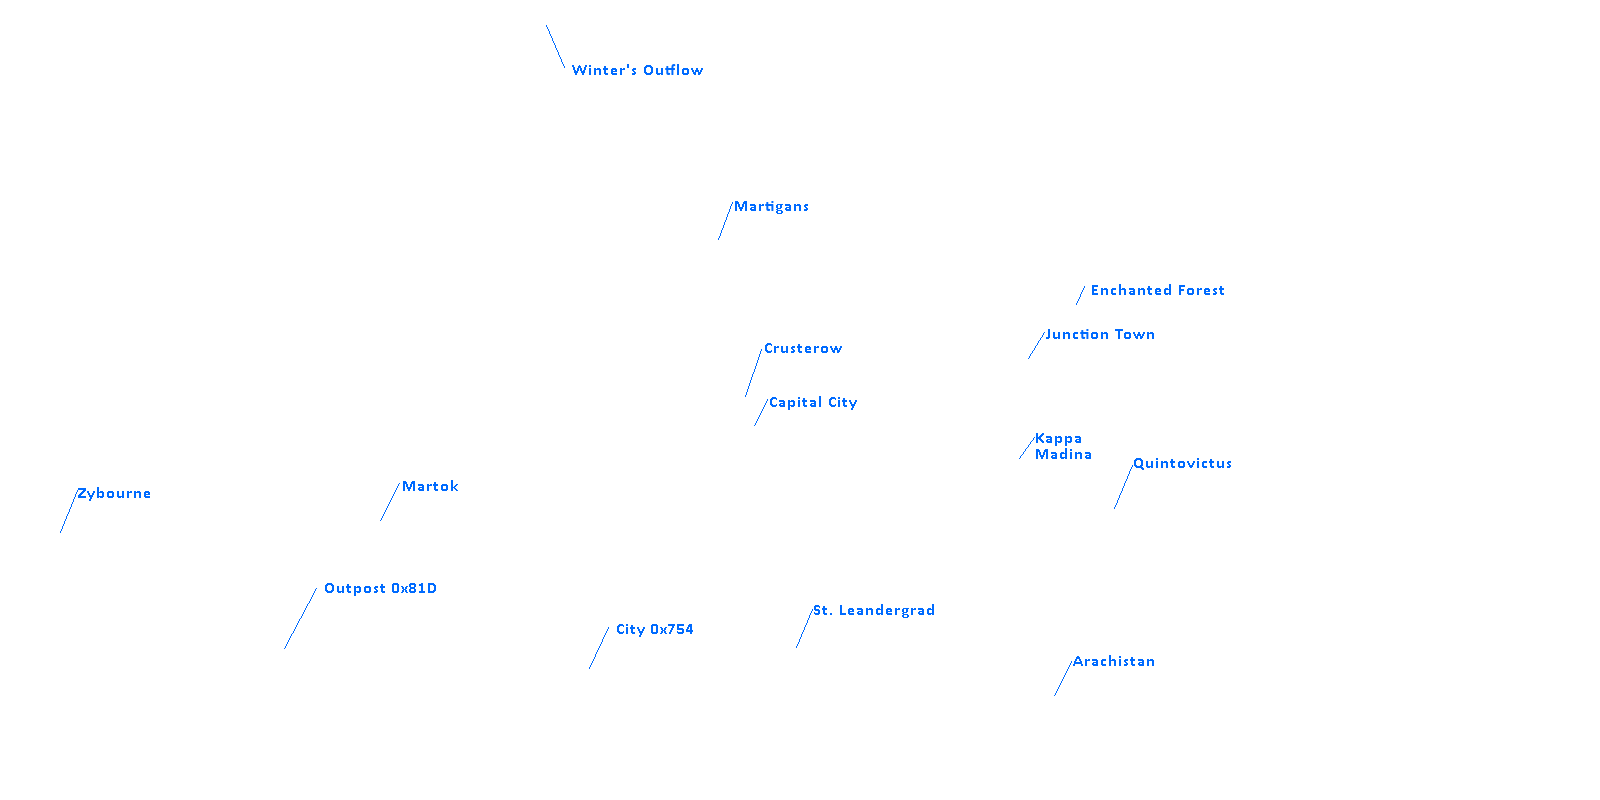 Winter's Outflow
Martigans
Enchanted Forest
Junction Town
Crusterow
Capital City
Kappa
Madina
Quintovictus
Martok
Zybourne
Outpost 0x81D
St. Leandergrad
City 0x754
Arachistan